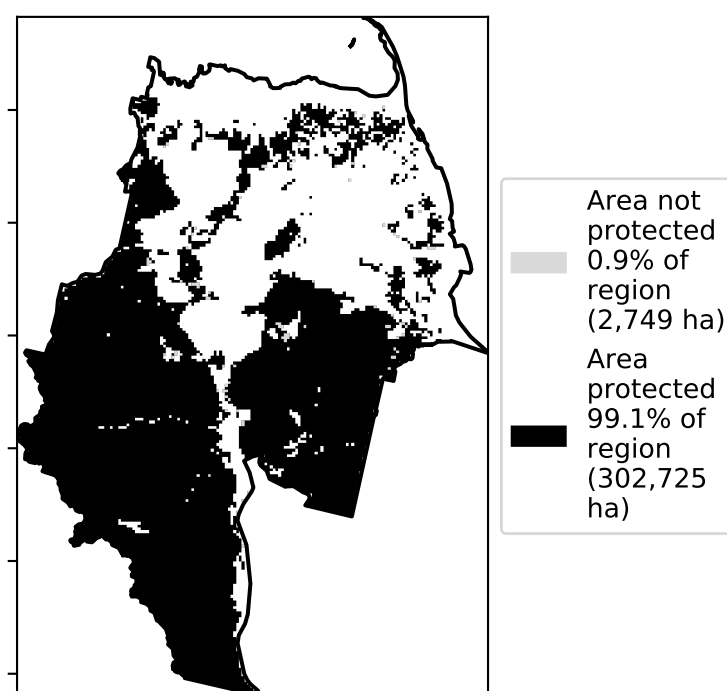 Area not
protected
0.9% of
region
(2,749 ha)
Area
protected
99.1% of
region
(302,725
ha)